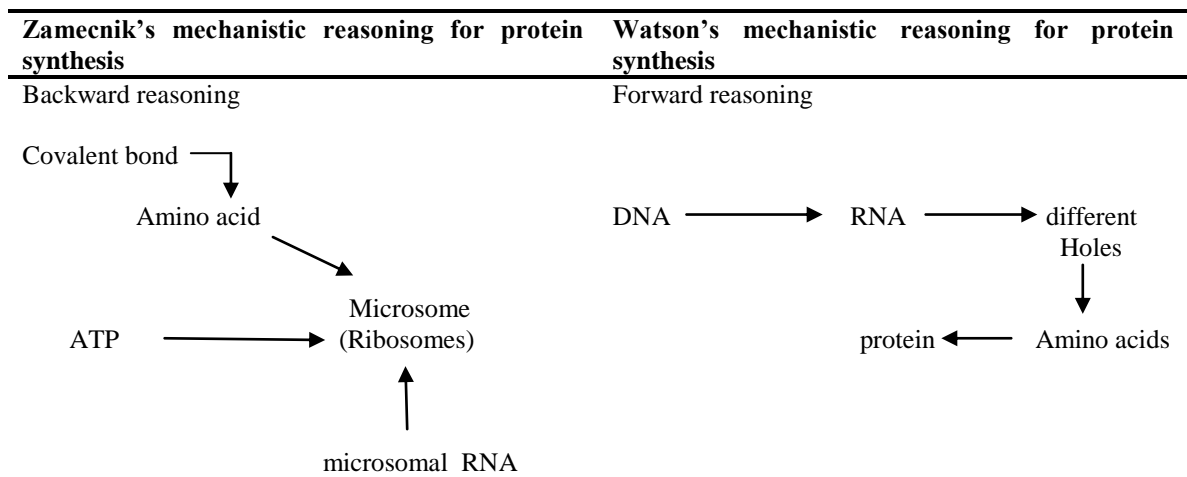 Zamecnik's mechanistic reasoning for protein
synthesis
Watson's mechanistic reasoning for protein
synthesis
Backward reasoning
Covalent bond
Amino acid
Microsome
(Ribosomes)
ATP
microsomal RNA
Forward reasoning
DNA
RNA
different
Holes
Amino acids
protein